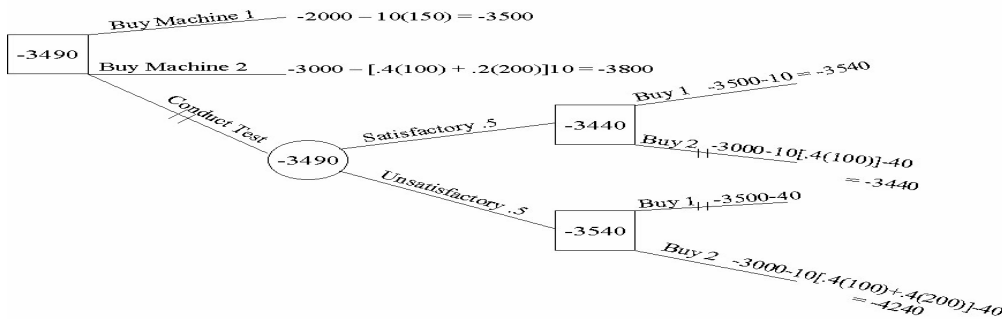 Buy Machine 1 -2000 – 10(150) = -3500
-3490
Buy Machine 2 -3000 – [.4(100) + .2(200)]10 = -3800
Conduct Test
-3490
Satisfactory .5
-3440
Buy 1 -3500-10 = -3540
Buy 2 -3000-10[.4(100)]-40
= -3440
Unsatisfactory .5
-3540
Buy 1 -3500-40
Buy 2 -3000-10[.4(100)+.4(200)]-40
= -4240